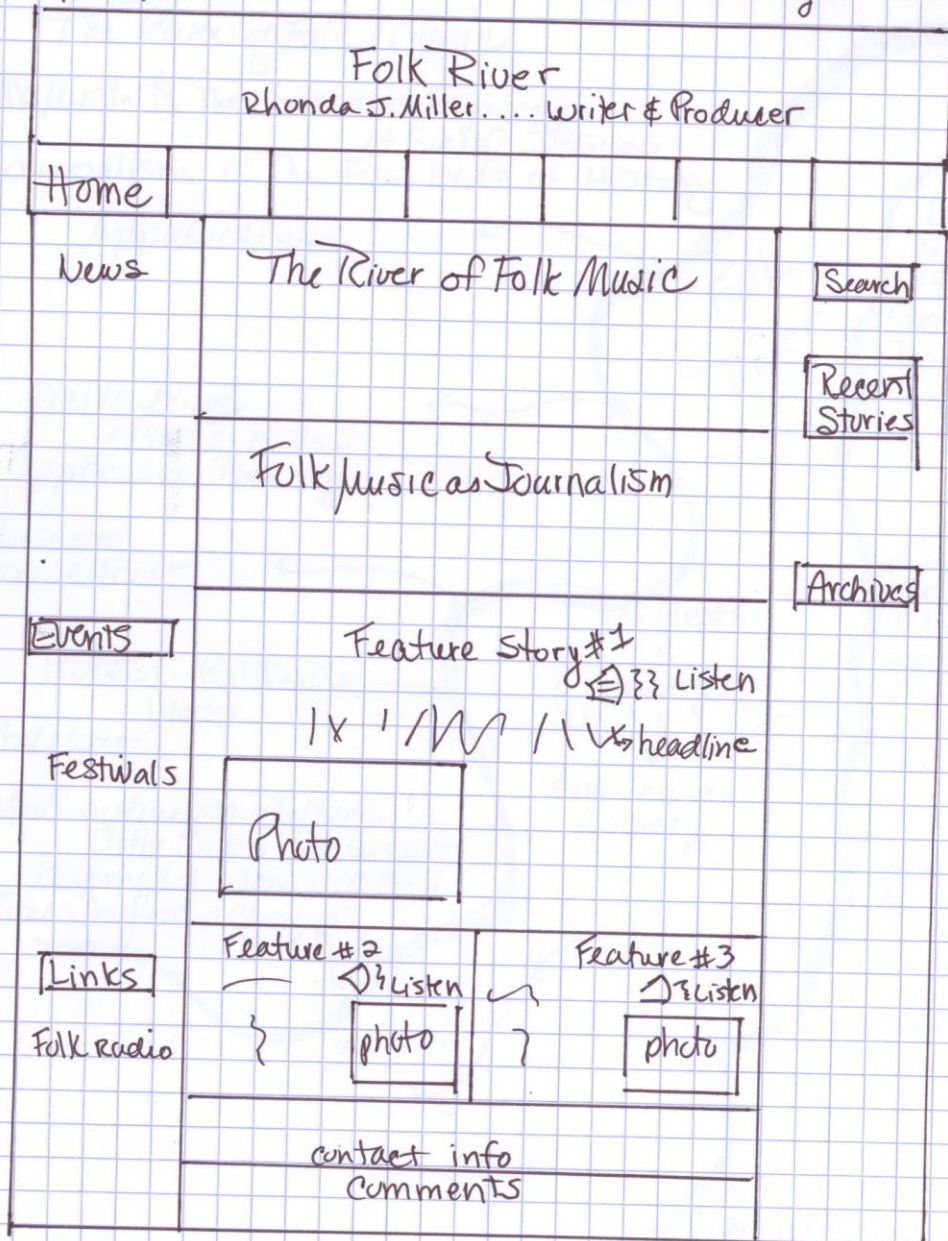 Folk River
Rhonda J. Miller.... Writer & Producer
Home
News
The River of Folk Music
Search
Recent
Stories
Folk Music as Journalism
Archives
Events
Feature Story #1
Listen
headline
Festivals
Photo
Links
Feature #2
Listen
photo
Feature #3
Listen
photo
Folk Radio
contact info
comments